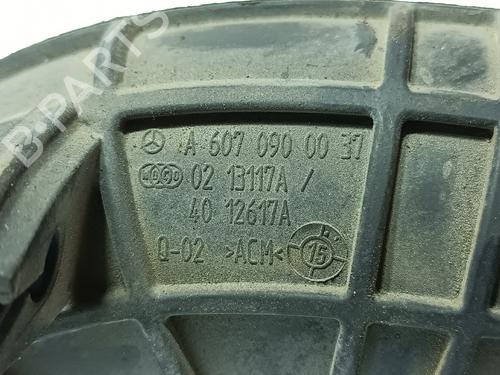 A 607 090 00 37
02 13117A /
40 12617A
Q-02 >ACM< 15
B-PARTS